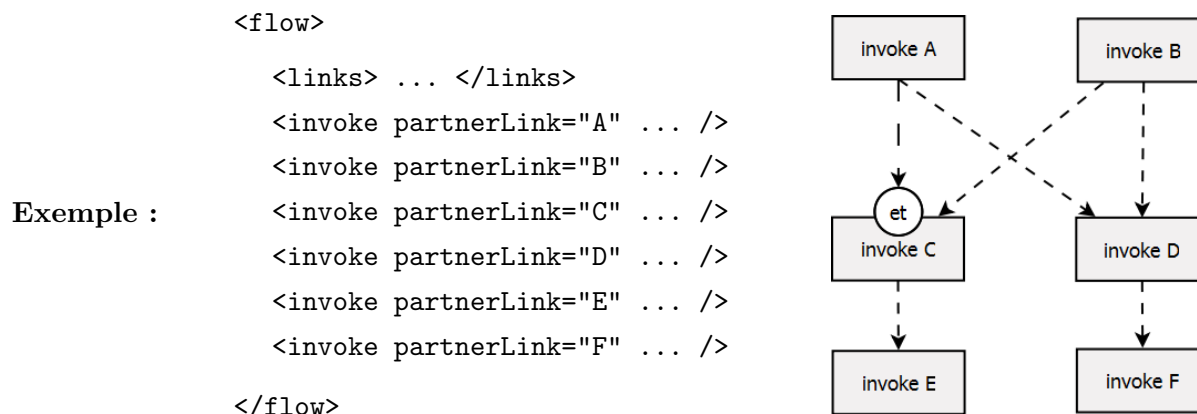 <flow>
<links> ... </links>
<invoke partnerLink="A" ... />
<invoke partnerLink="B" ... />
Exemple :
<invoke partnerLink="C" ... />
<invoke partnerLink="D" ... />
<invoke partnerLink="E" ... />
<invoke partnerLink="F" ... />
</flow>
invoke A
invoke B
et
invoke C
invoke D
invoke E
invoke F